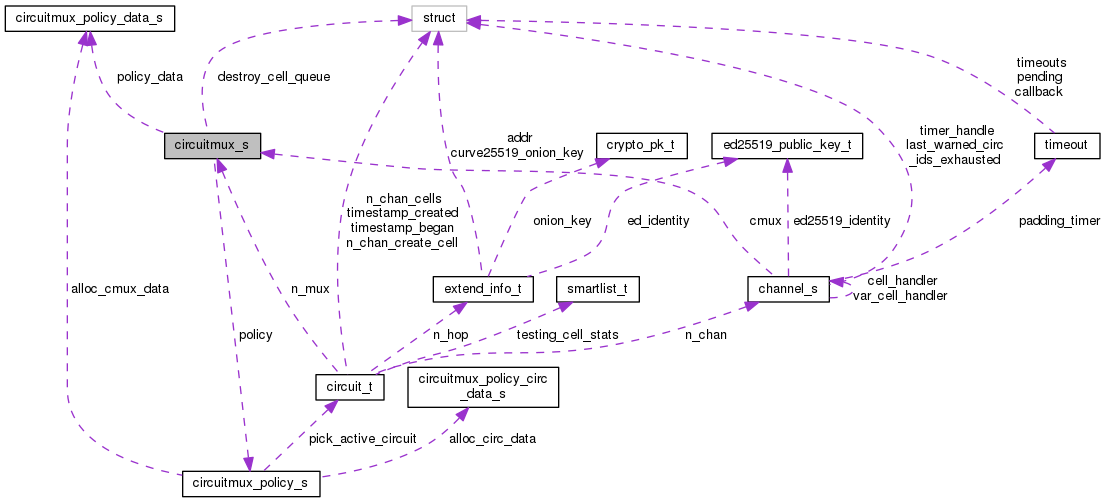 circuitmux_policy_data_s
struct
policy_data
destroy_cell_queue
timeouts
pending
callback
circuitmux_s
addr
curve25519_onion_key
crypto_pk_t
ed25519_public_key_t
timer_handle
last_warned_circ
_ids_exhausted
timeout
n_chan_cells
timestamp_created
timestamp_began
n_chan_create_cell
onion_key
ed_identity
cmux
ed25519_identity
padding_timer
alloc_cmux_data
n_mux
extend_info_t
smartlist_t
channel_s
cell_handler
var_cell_handler
policy
n_hop
testing_cell_stats
n_chan
circuit_t
circuitmux_policy_circ
_data_s
pick_active_circuit
alloc_circ_data
circuitmux_policy_s